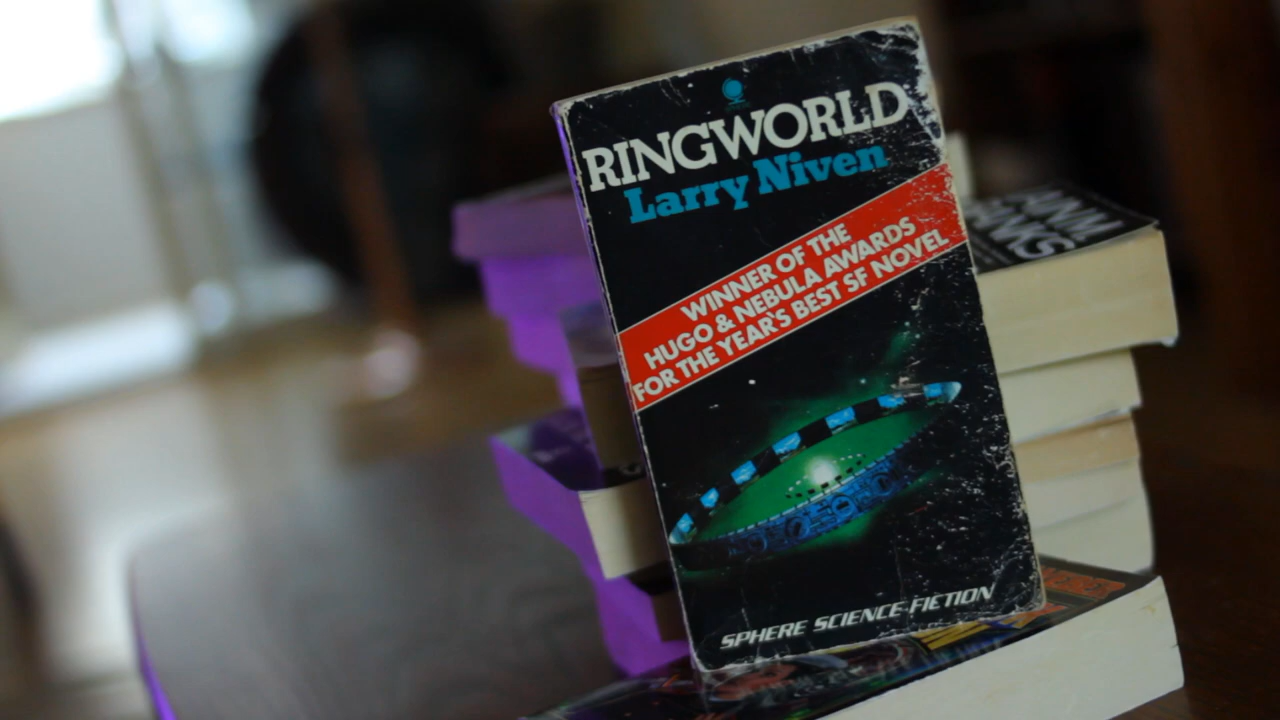 RINGWORLD
Larry Niven
WINNER OF THE
HUGO & NEBULA AWARDS
FOR THE YEAR'S BEST SF NOVEL
SPHERE SCIENCE FICTION